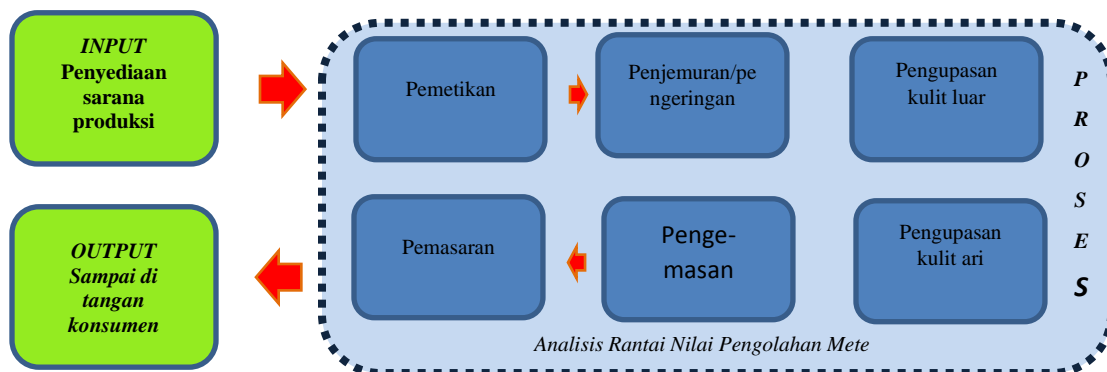 INPUT
Penyediaan
sarana
produksi
Pemetikan
Penjemuran/pe
ngeringan
Pengupasan
kulit luar
P
R
O
S
E
S
OUTPUT
Sampai di
tangan
konsumen
Pemasaran
Penge-
masan
Pengupasan
kulit ari
Analisis Rantai Nilai Pengolahan Mete